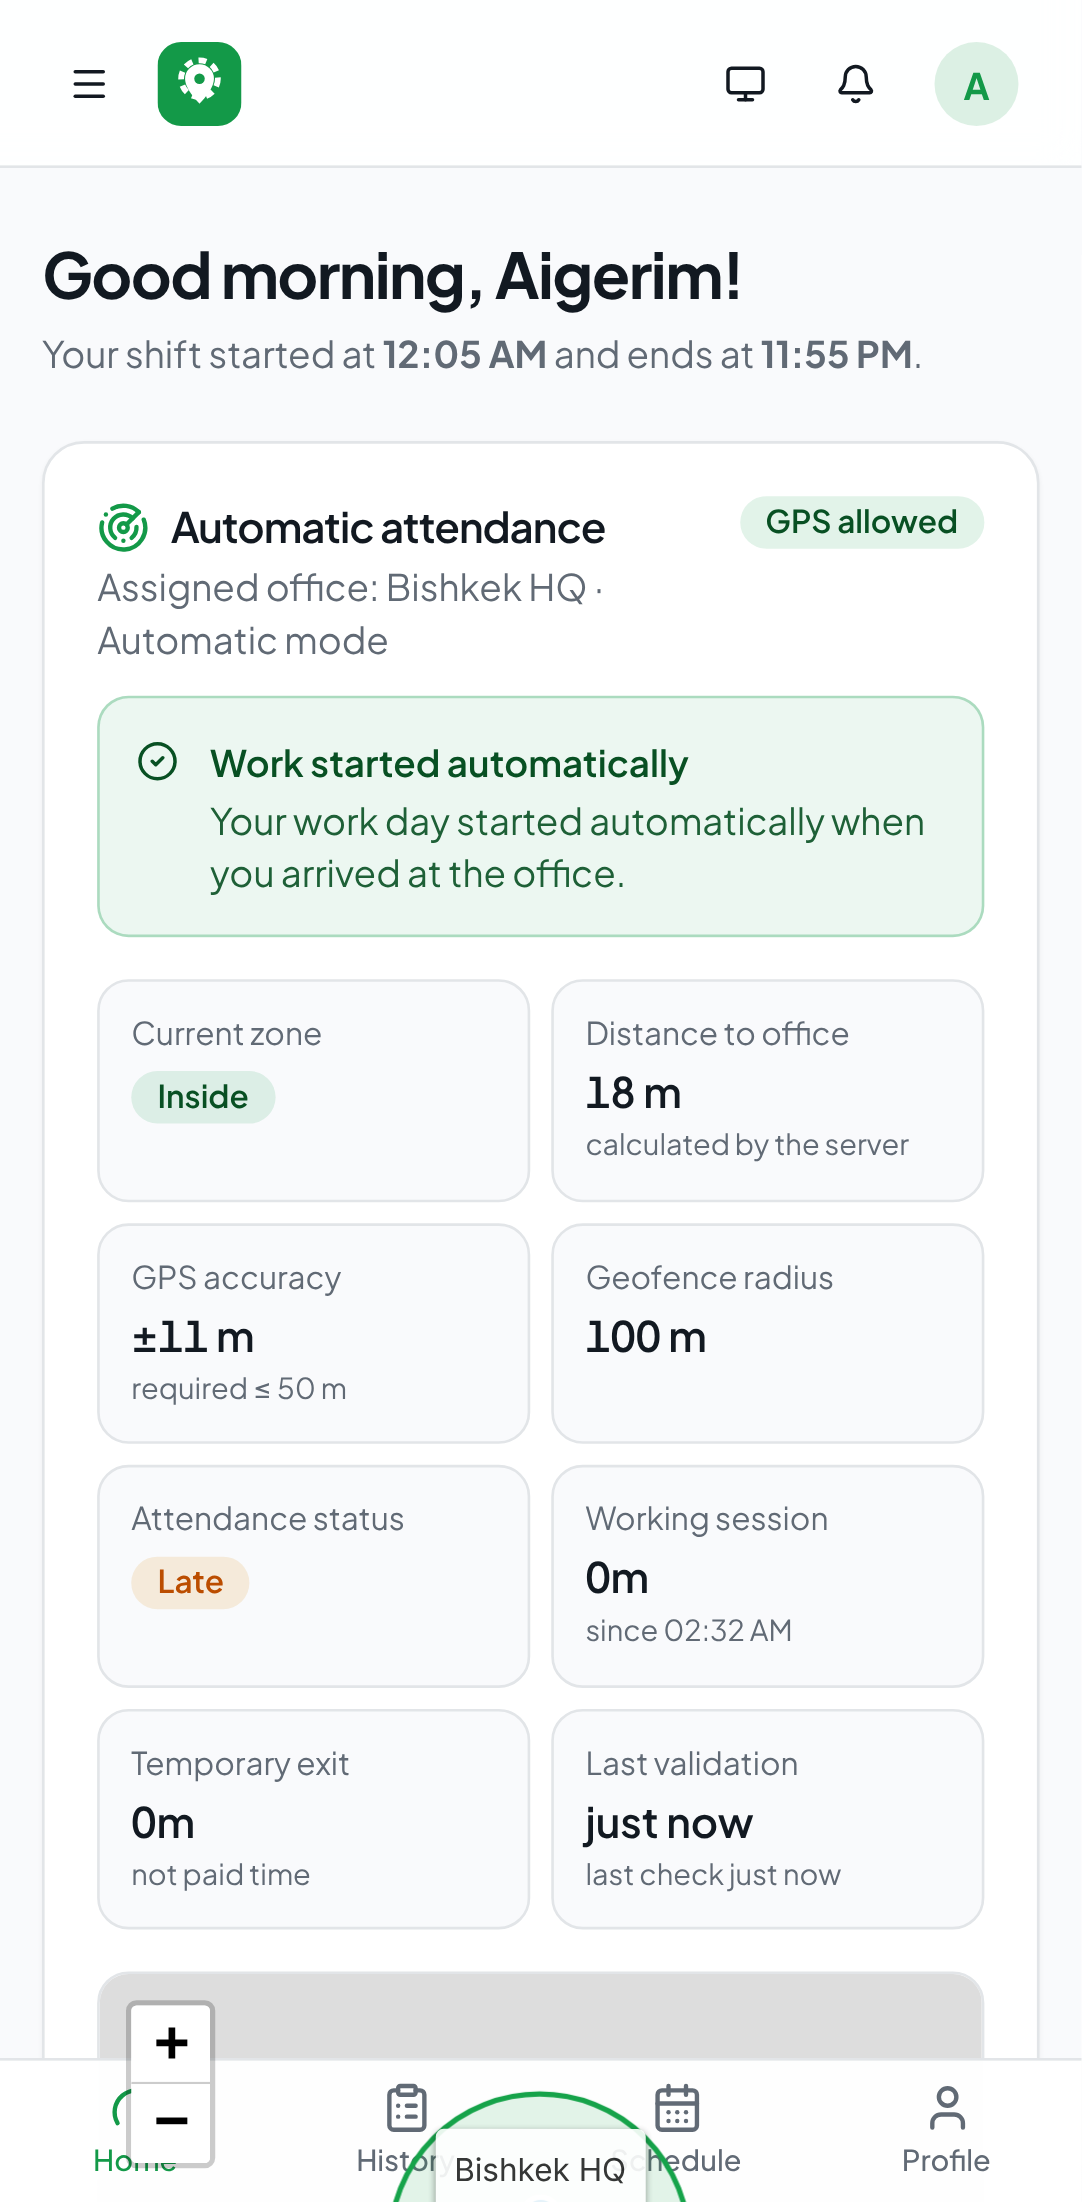 A
Good morning, Aigerim!
Your shift started at 12:05 AM and ends at 11:55 PM.
Automatic attendance
GPS allowed
Assigned office: Bishkek HQ ·
Automatic mode
Work started automatically
Your work day started automatically when
you arrived at the office.
Current zone
Inside
Distance to office
18 m
calculated by the server
GPS accuracy
±11 m
required ≤ 50 m
Geofence radius
100 m
Attendance status
Late
Working session
0m
since 02:32 AM
Temporary exit
0m
not paid time
Last validation
just now
last check just now
+
−
Home
History
Schedule
Profile
Bishkek HQ